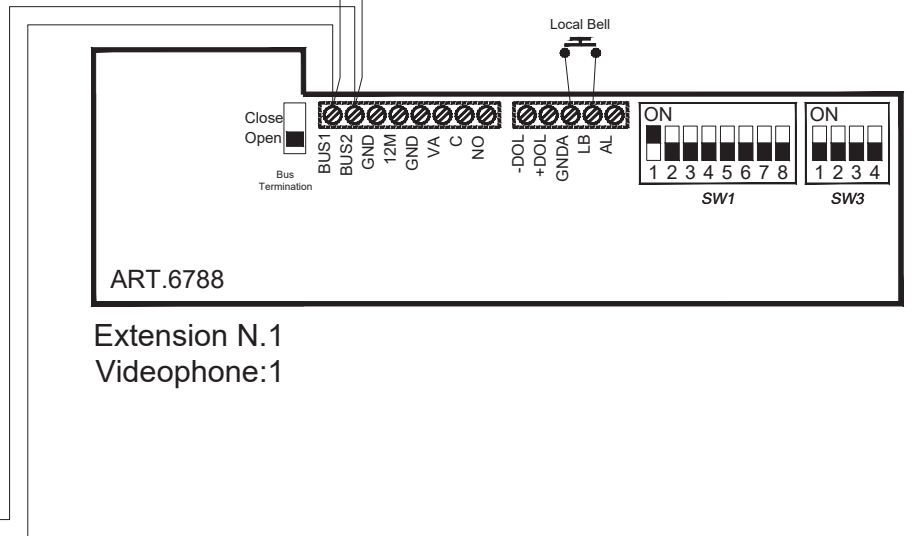 Local Bell
Close
Open
Bus
Termination
BUS1
BUS2
GND
12M
GND
VA
C
NO
-DOL
+DOL
GNDA
LB
AL
ON
1 2 3 4 5 6 7 8
SW1
ON
1 2 3 4
SW3
ART.6788
Extension N.1
Videophone:1